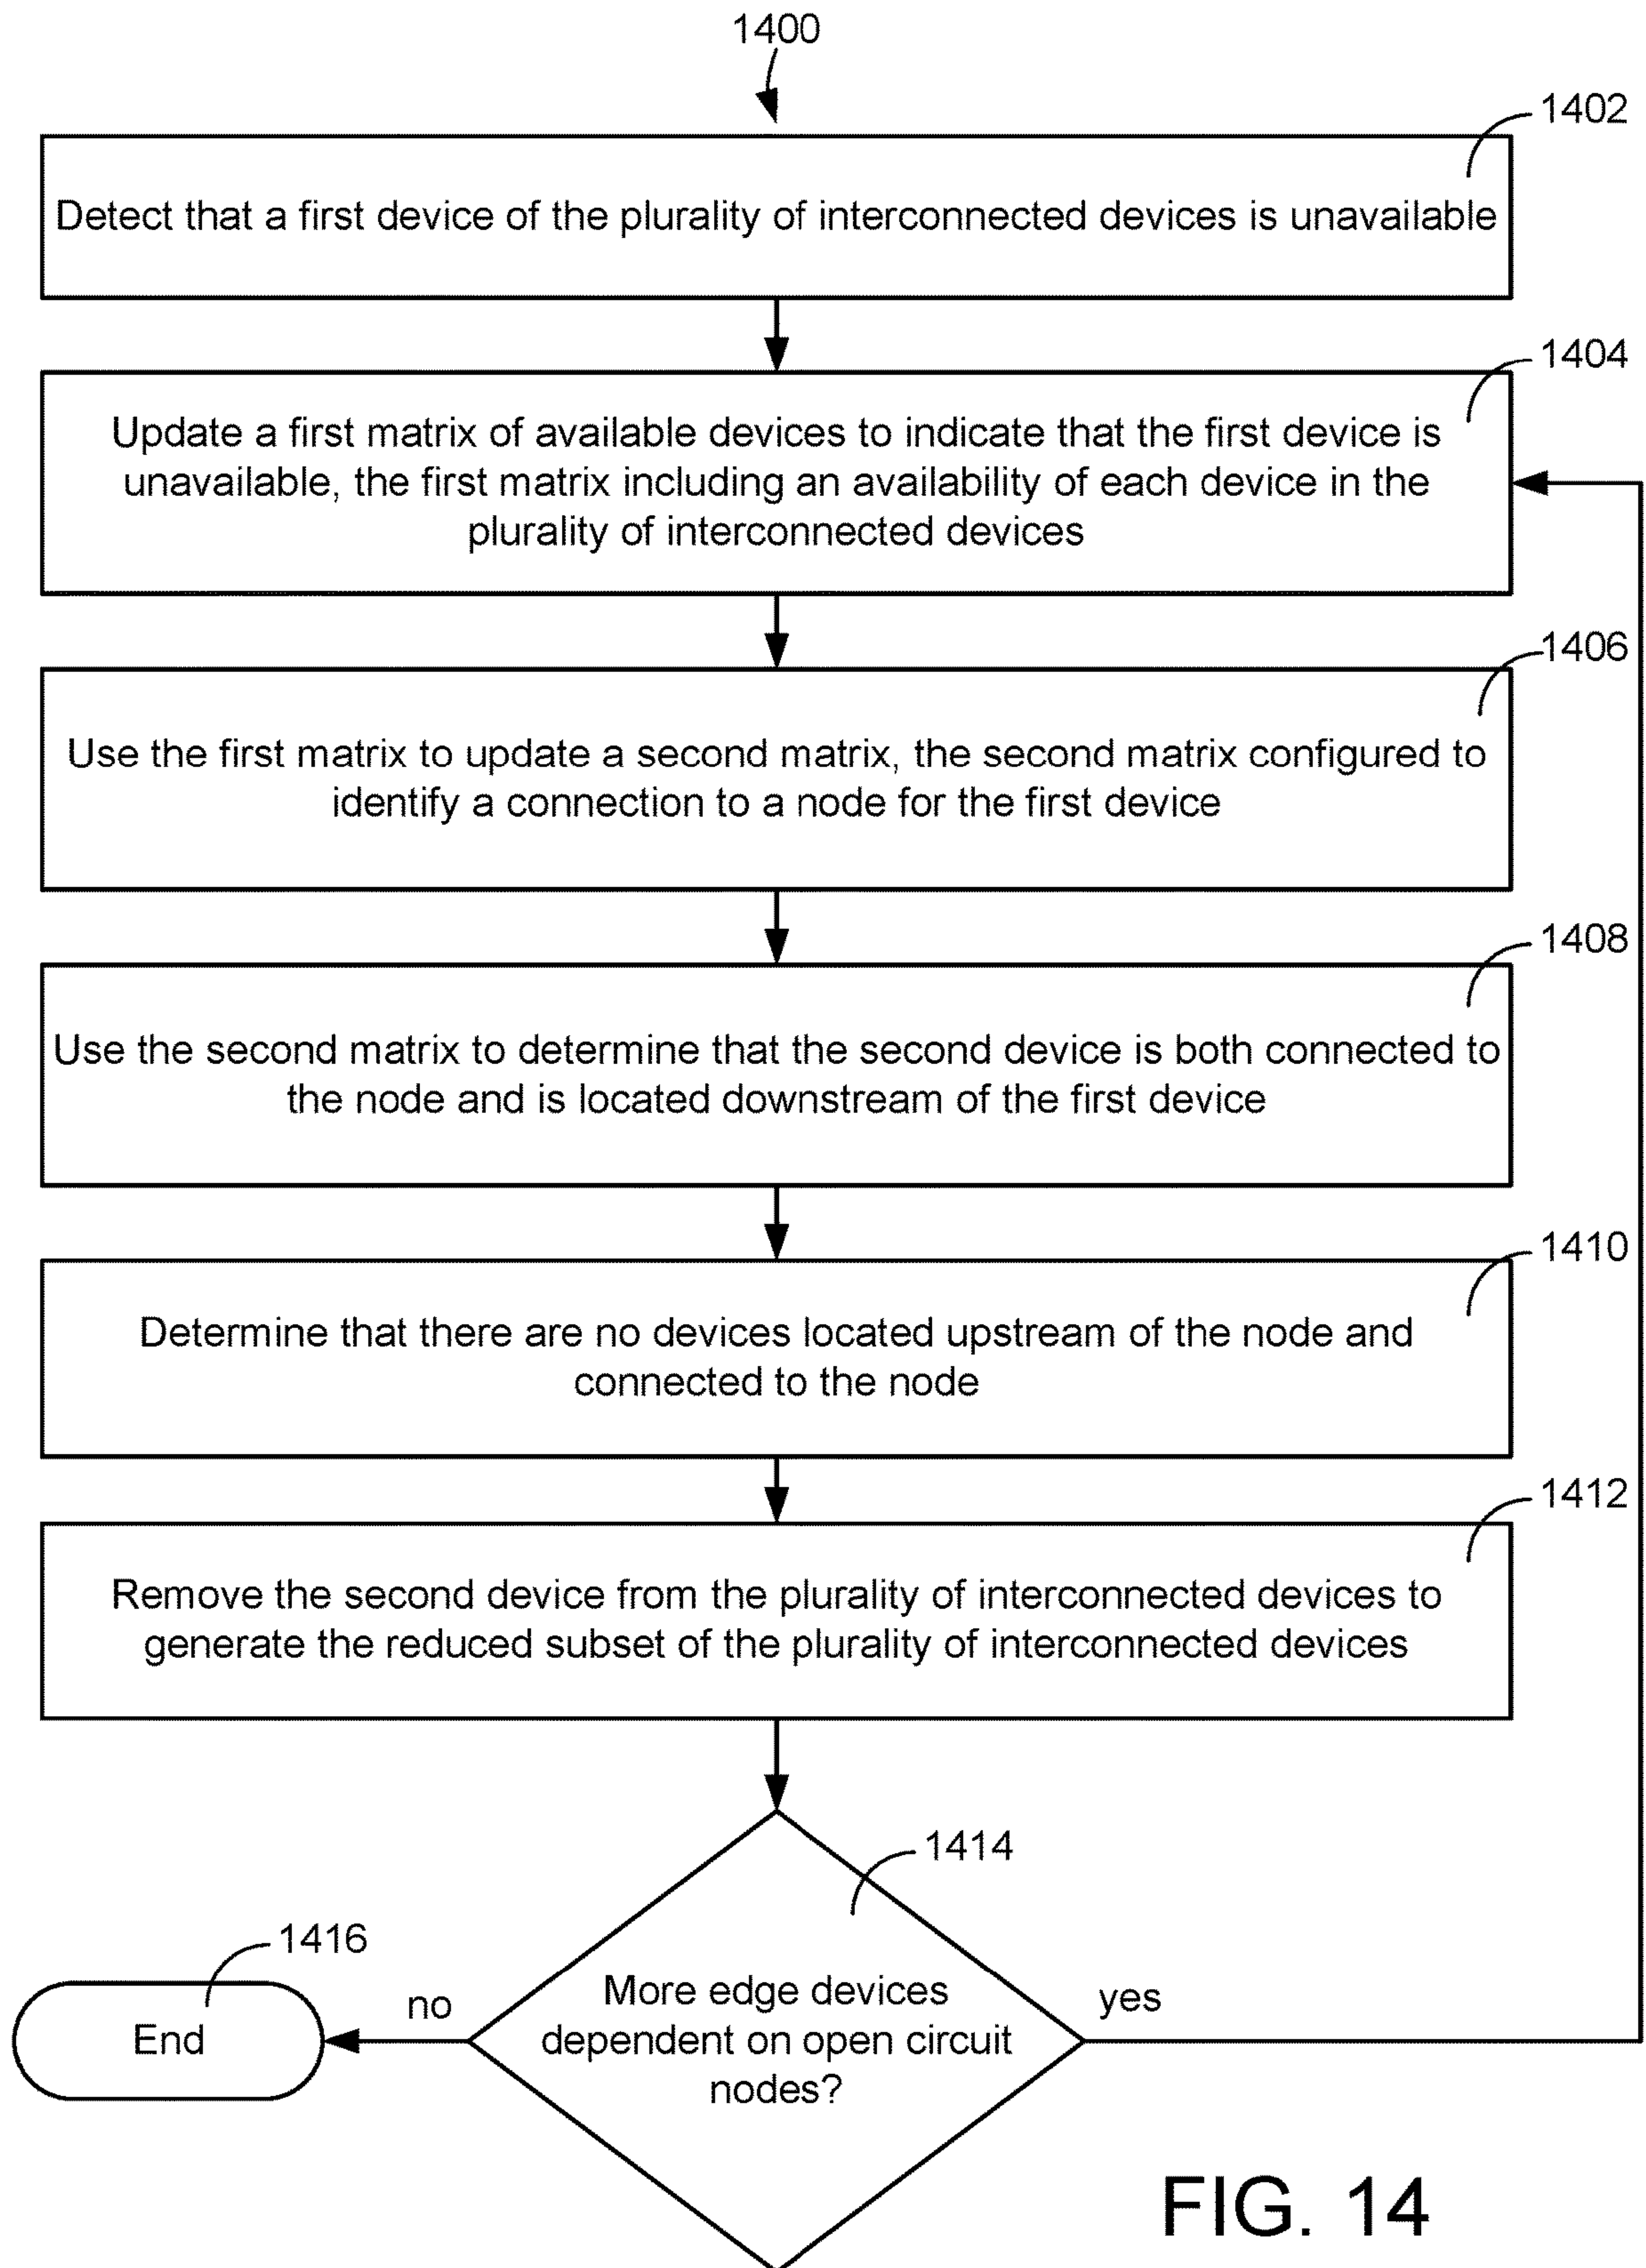 1400
1402
Detect that a first device of the plurality of interconnected devices is unavailable
1404
Update a first matrix of available devices to indicate that the first device is
unavailable, the first matrix including an availability of each device in the
plurality of interconnected devices
1406
Use the first matrix to update a second matrix, the second matrix configured to
identify a connection to a node for the first device
1408
Use the second matrix to determine that the second device is both connected to
the node and is located downstream of the first device
1410
Determine that there are no devices located upstream of the node and
connected to the node
1412
Remove the second device from the plurality of interconnected devices to
generate the reduced subset of the plurality of interconnected devices
1414
More edge devices
dependent on open circuit
nodes?
yes
no
1416
End
FIG. 14